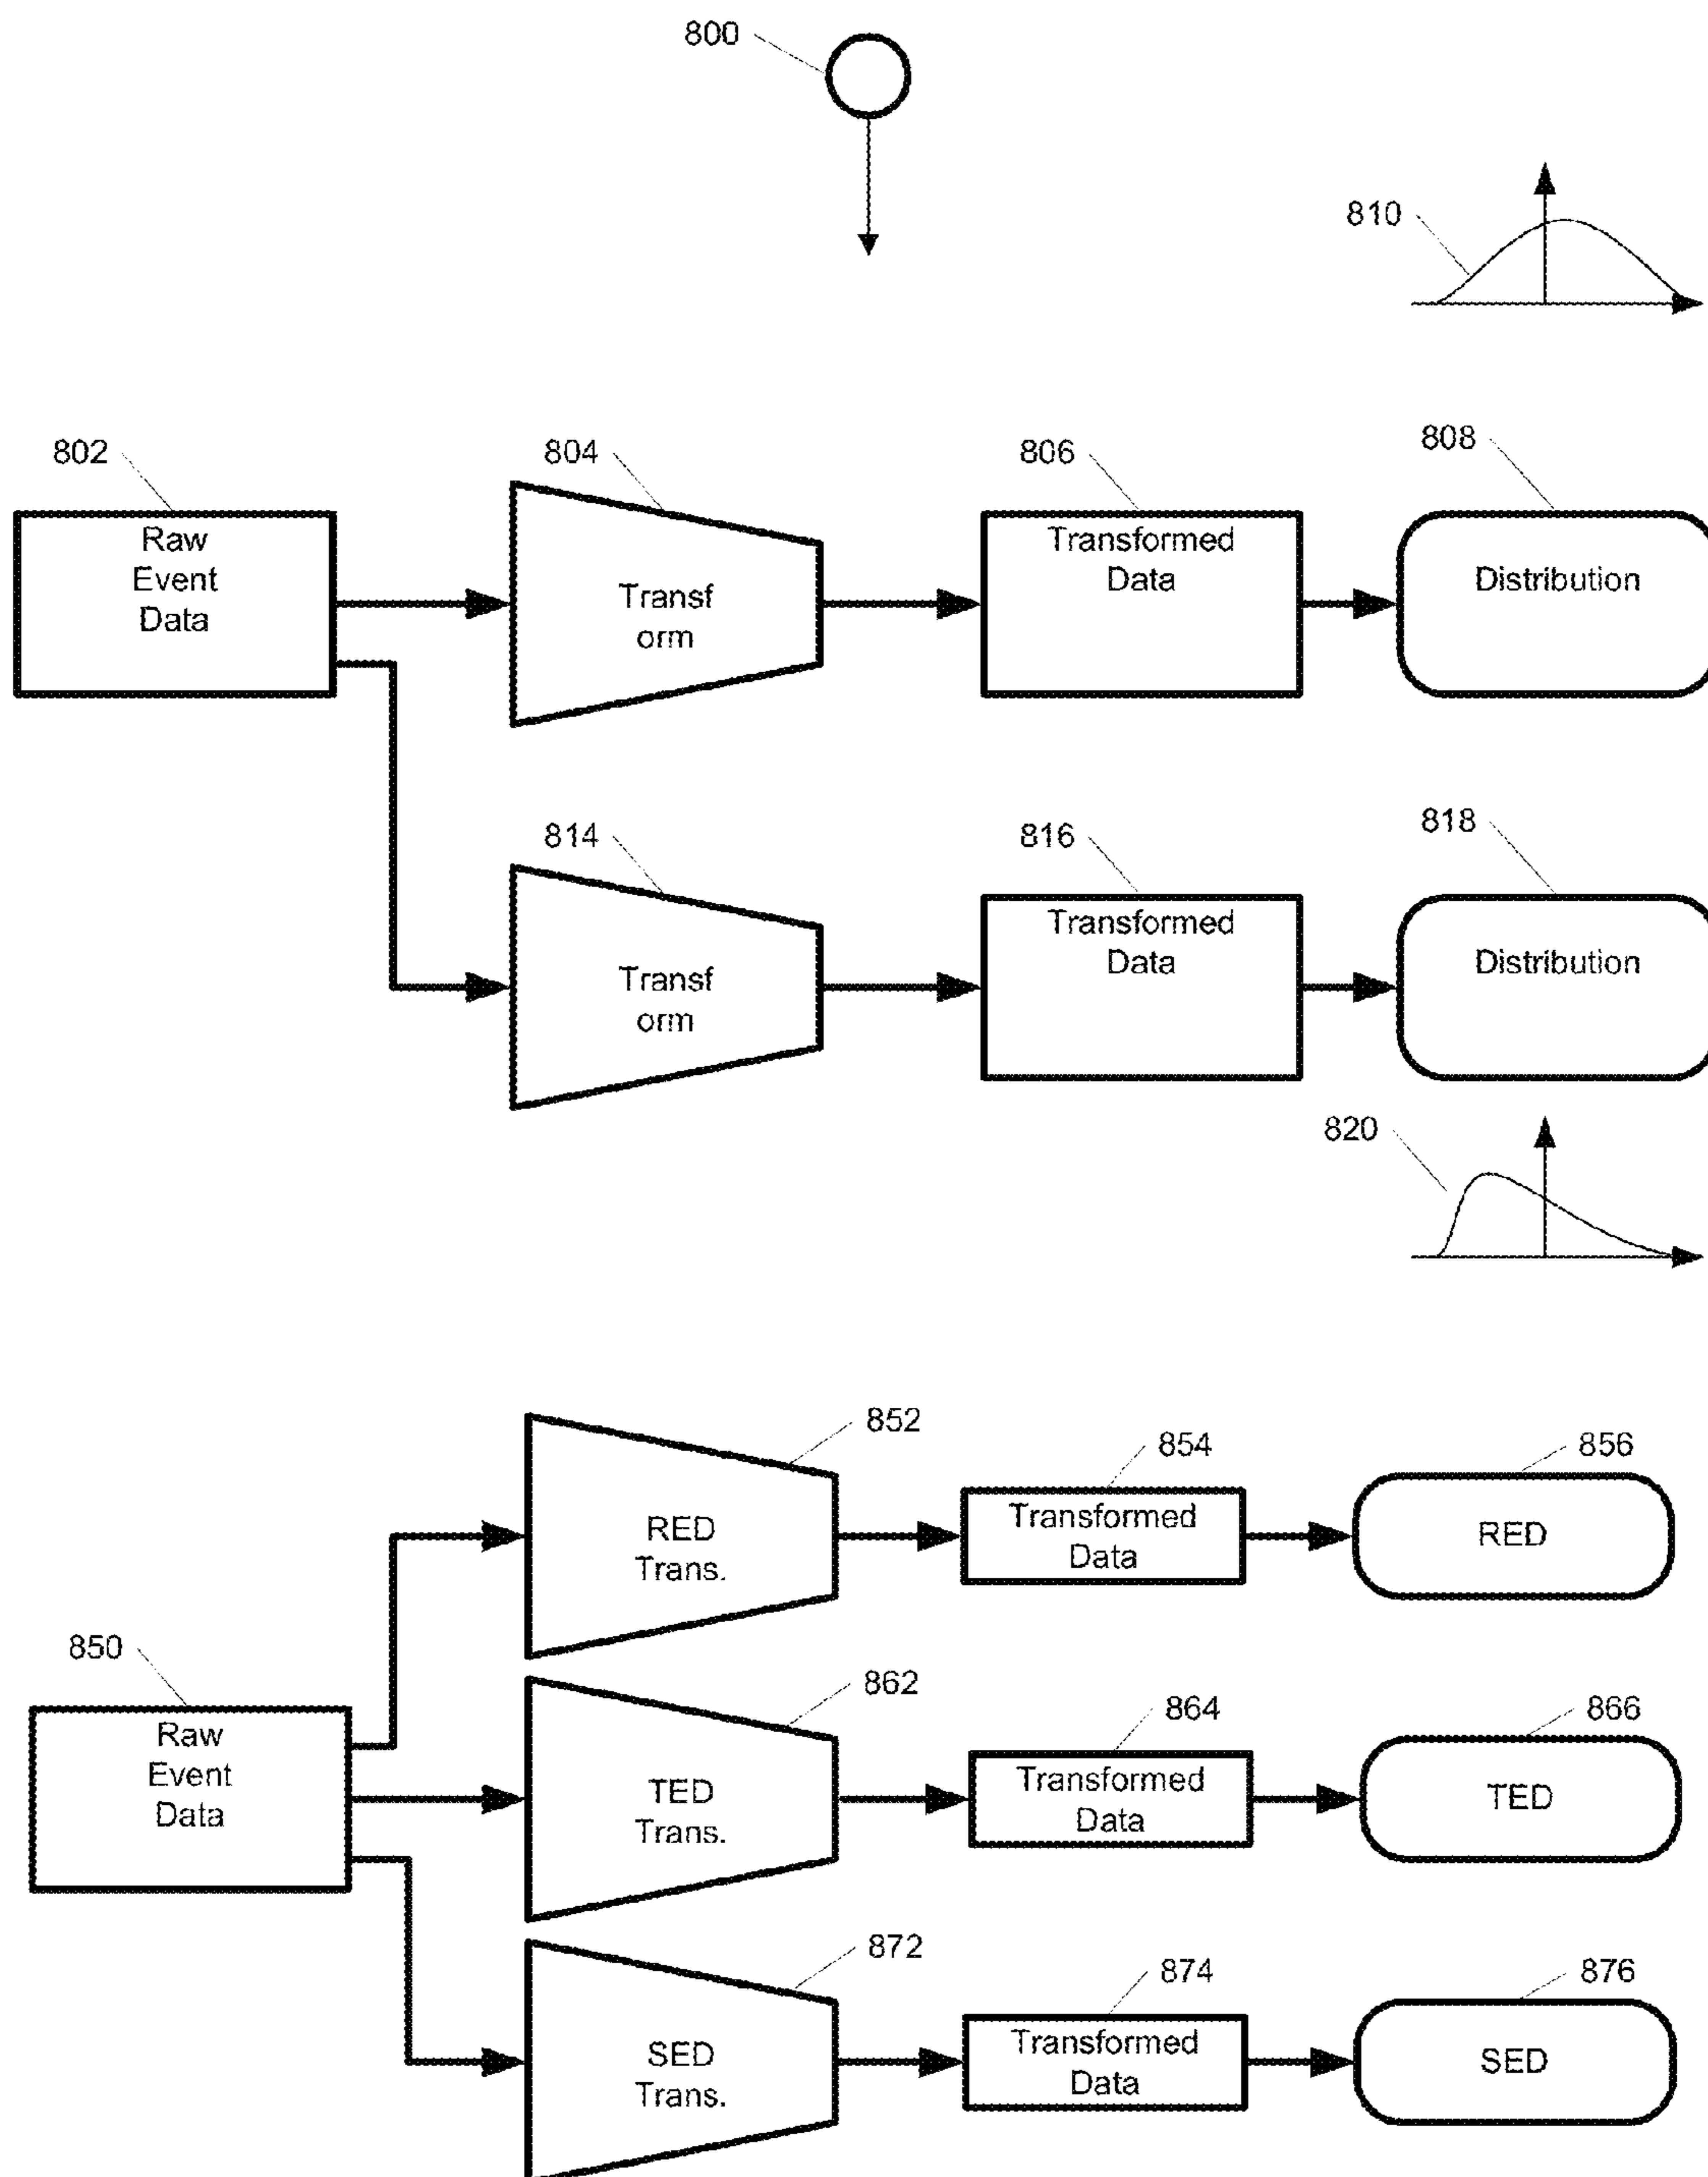 800
810
802
804
806
808
Raw
Event
Data
Transf
orm
Transformed
Data
Distribution
814
816
818
Transf
orm
Transformed
Data
Distribution
820
852
854
856
RED
Trans.
Transformed
Data
RED
850
Raw
Event
Data
862
864
866
TED
Trans.
Transformed
Data
TED
872
874
876
SED
Trans.
Transformed
Data
SED